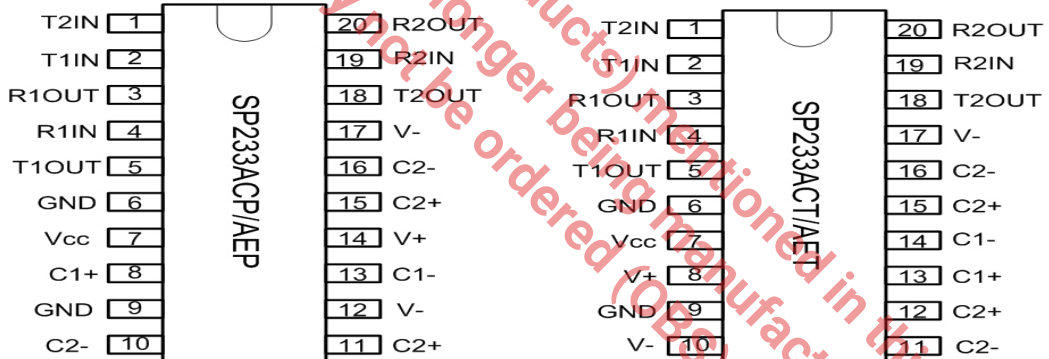 T2IN 1 20 R2OUT
T1IN 2 19 R2IN
R1OUT 3 18 T2OUT
R1IN 4 17 V-
T1OUT 5 16 C2-
GND 6 15 C2+
Vcc 7 14 V+
C1+ 8 13 C1-
GND 9 12 V-
C2- 10 11 C2+
SP233ACP/AEP
T2IN 1 20 R2OUT
T1IN 2 19 R2IN
R1OUT 3 18 T2OUT
R1IN 4 17 V-
T1OUT 5 16 C2-
GND 6 15 C2+
Vcc 7 14 C1-
V+ 8 13 C1+
GND 9 12 C2+
V- 10 11 C2-
SP233ACT/AET
ducts) mentioned in
longer being manufact
not be ordered (OBS)